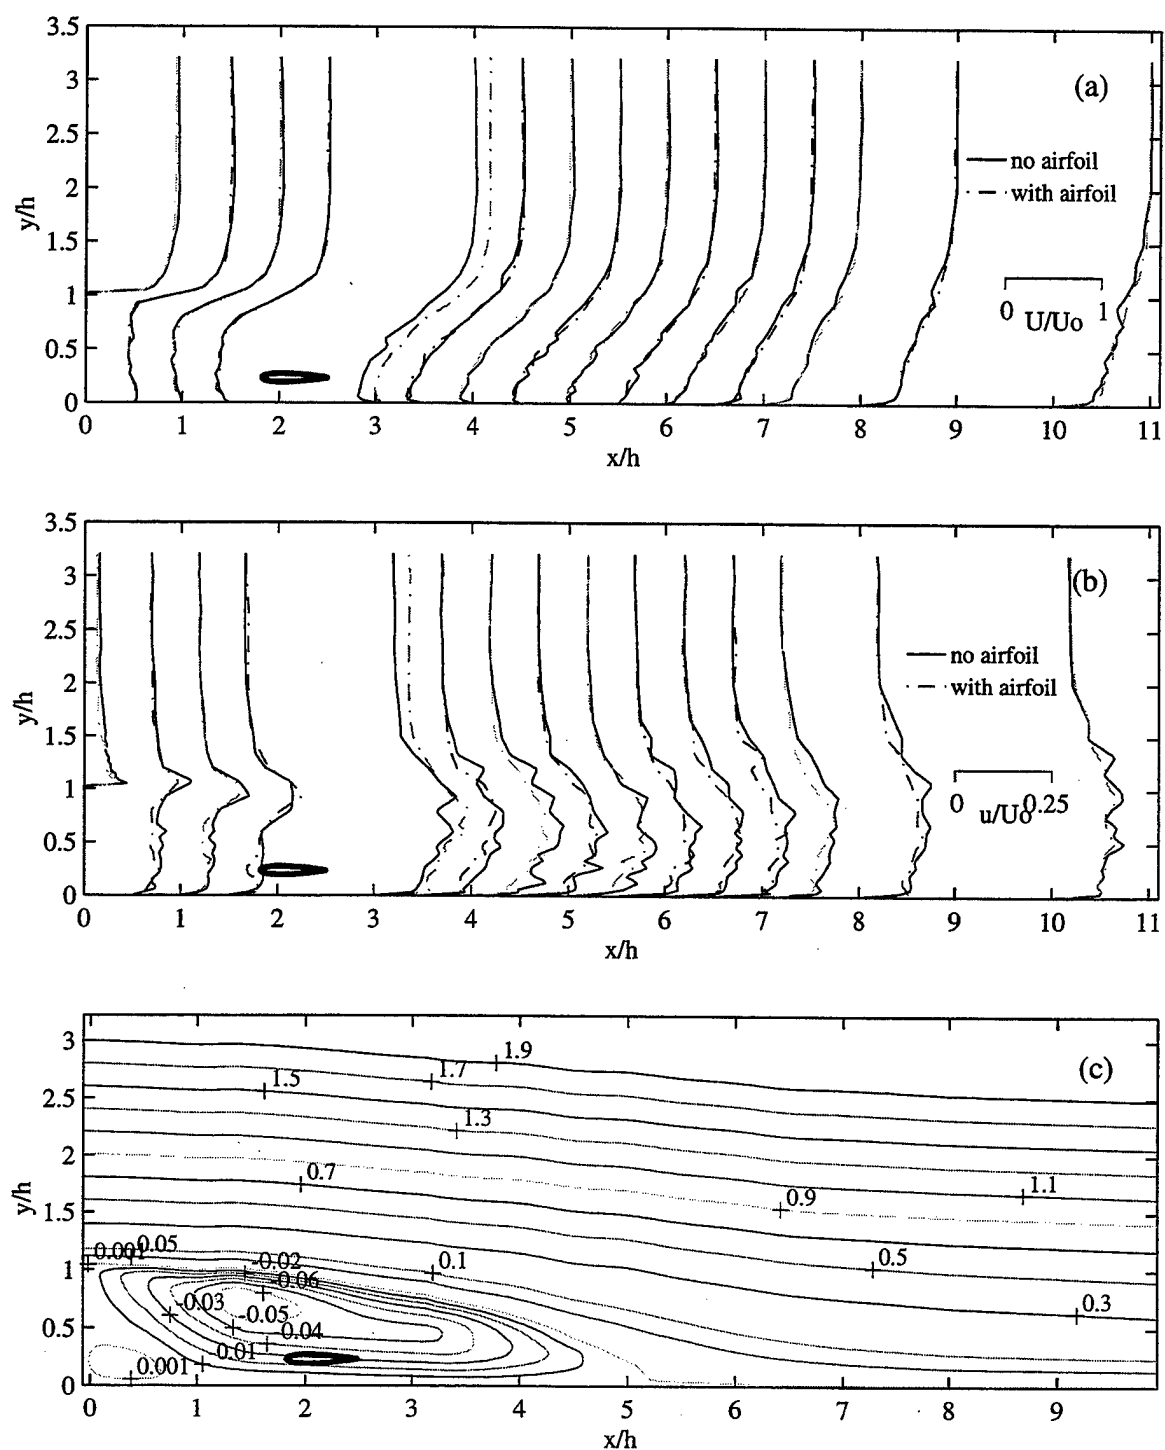 3.5
(a)
3
2.5
no airfoil
2
with airfoil
y/h
1.5
1
0 U/Uo 1
0.5
0
0 1 2 3 4 5 6 7 8 9 10 11
x/h
3.5
(b)
3
2.5
no airfoil
2
with airfoil
y/h
1.5
1
0 u/Uo 0.25
0.5
0
0 1 2 3 4 5 6 7 8 9 10 11
x/h
3
1.9
(c)
1.7
2.5
1.5
1.3
2
0.7
1.1
y/h
0.9
1.5
0.001 0.05
-0.02 0.1
0.5
1
-0.06
-0.03
0.3
-0.05
0.5
-0.04
-0.01
0.001
0
0 1 2 3 4 5 6 7 8 9
x/h